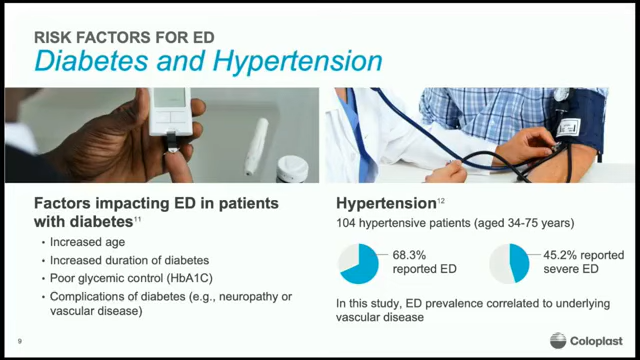 RISK FACTORS FOR ED
Diabetes and Hypertension
Factors impacting ED in patients
with diabetes¹¹
• Increased age
• Increased duration of diabetes
• Poor glycemic control (HbA1C)
• Complications of diabetes (e.g., neuropathy or
vascular disease)
Hypertension¹²
104 hypertensive patients (aged 34-75 years)
68.3%
reported ED
45.2% reported
severe ED
In this study, ED prevalence correlated to underlying
vascular disease
9
Coloplast